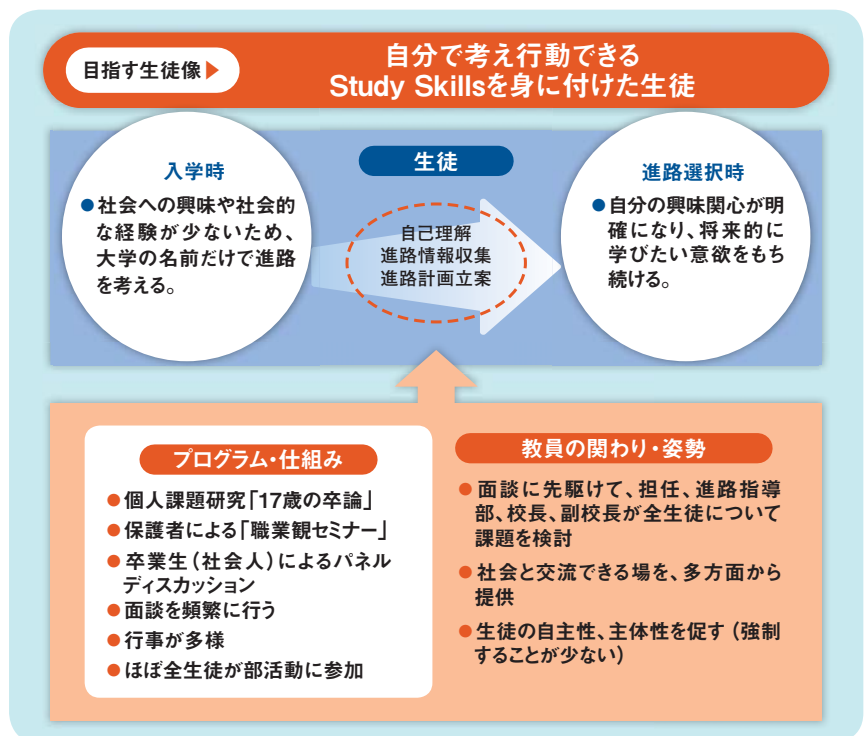 目指す生徒像▶
自分で考え行動できる
Study Skillsを身に付けた生徒
生徒
入学時
●社会への興味や社会的
な経験が少ないため、
大学の名前だけで進路
を考える。
自己理解
進路情報収集
進路計画立案
進路選択時
●自分の興味関心が明
確になり、将来的に
学びたい意欲をもち
続ける。
プログラム・仕組み
●個人課題研究「17歳の卒論」
●保護者による「職業観セミナー」
●卒業生(社会人)によるパネル
ディスカッション
●面談を頻繁に行う
●行事が多様
●ほぼ全生徒が部活動に参加
教員の関わり・姿勢
●面談に先駆けて、担任、進路指導
部、校長、副校長が全生徒について
課題を検討
●社会と交流できる場を、多方面から
提供
●生徒の自主性、主体性を促す(強制
することが少ない)